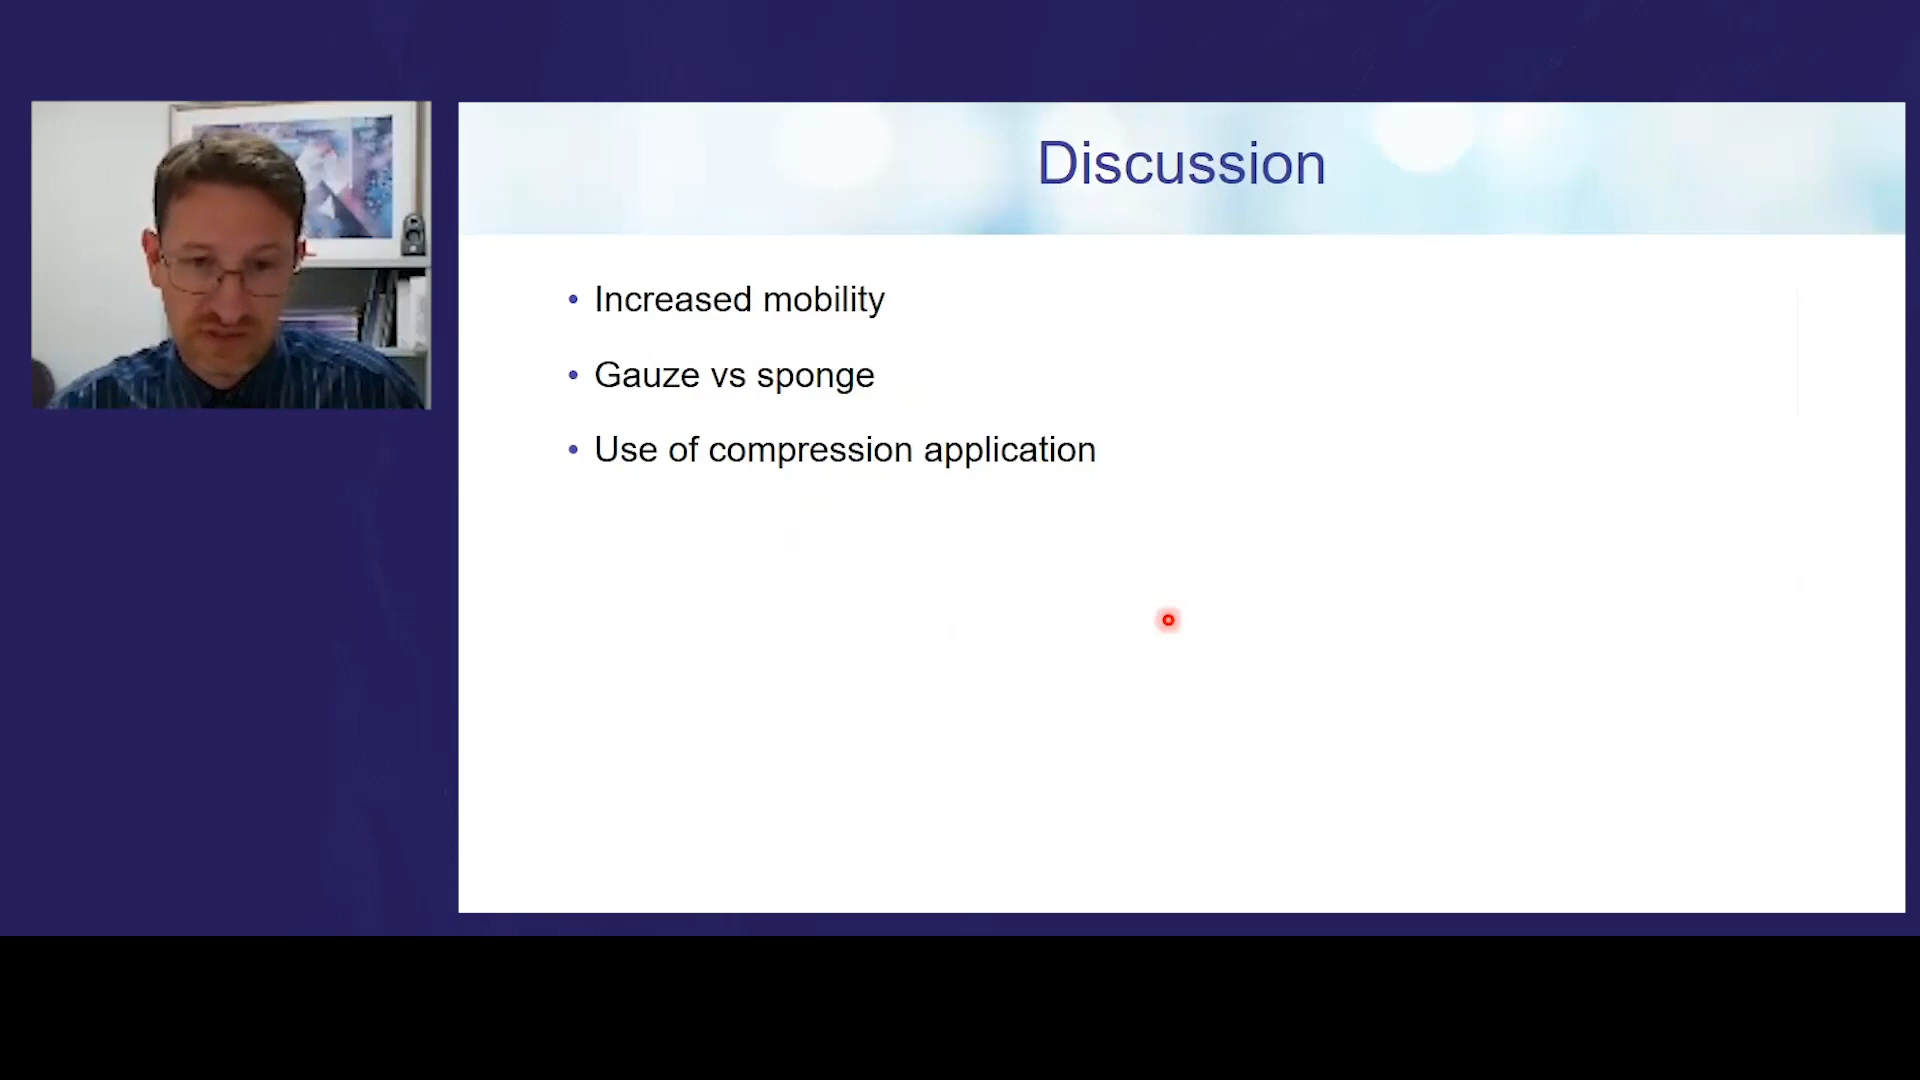 Discussion
• Increased mobility
• Gauze vs sponge
• Use of compression application